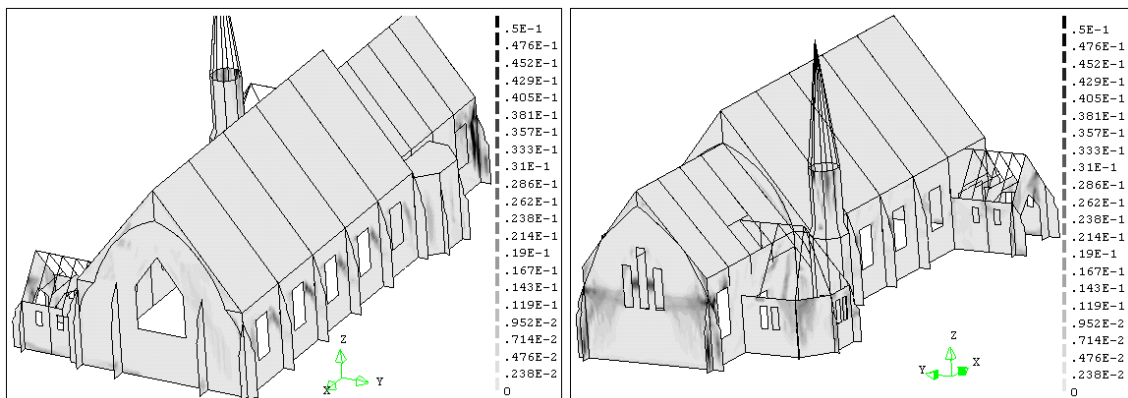 .5E-1
.476E-1
.452E-1
.429E-1
.405E-1
.381E-1
.357E-1
.333E-1
.31E-1
.286E-1
.262E-1
.238E-1
.214E-1
.19E-1
.167E-1
.143E-1
.119E-1
.952E-2
.714E-2
.476E-2
.238E-2
0
Z
Y
X
.5E-1
.476E-1
.452E-1
.429E-1
.405E-1
.381E-1
.357E-1
.333E-1
.31E-1
.286E-1
.262E-1
.238E-1
.214E-1
.19E-1
.167E-1
.143E-1
.119E-1
.952E-2
.714E-2
.476E-2
.238E-2
0
Z
Y
X